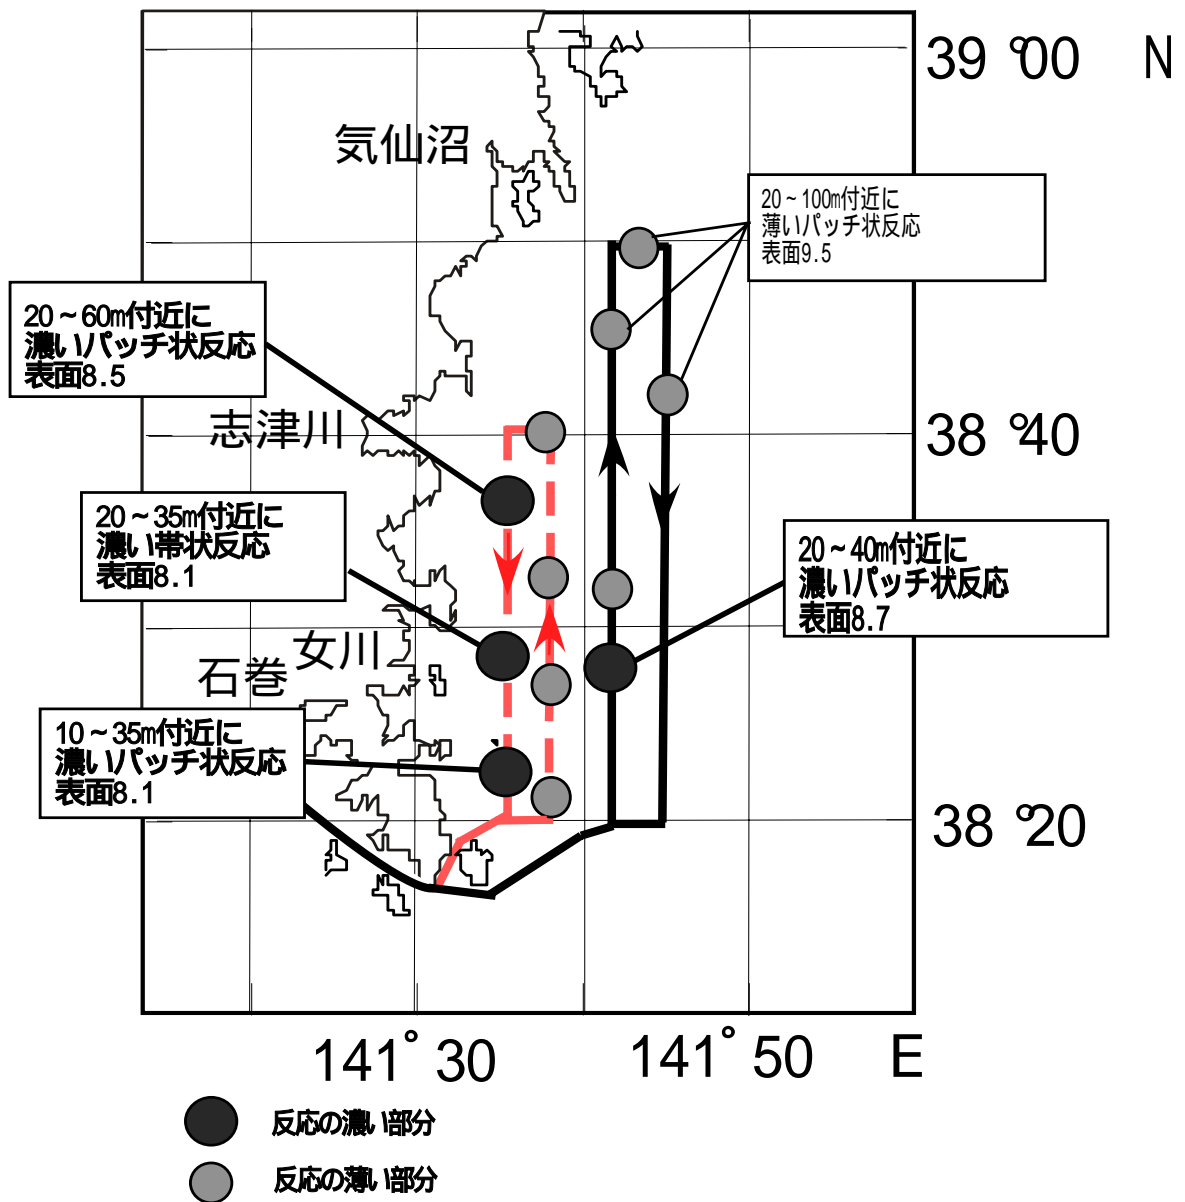 39°00 N
気仙沼
20~100m付近に
薄いパッチ状反応
表面9.5
20~60m付近に
濃いパッチ状反応
表面8.5
志津川
38°40
20~35m付近に
濃い帯状反応
表面8.1
20~40m付近に
濃いパッチ状反応
表面8.7
女川
石巻
10~35m付近に
濃いパッチ状反応
表面8.1
38°20
141°30
141°50 E
反応の濃い部分
反応の薄い部分